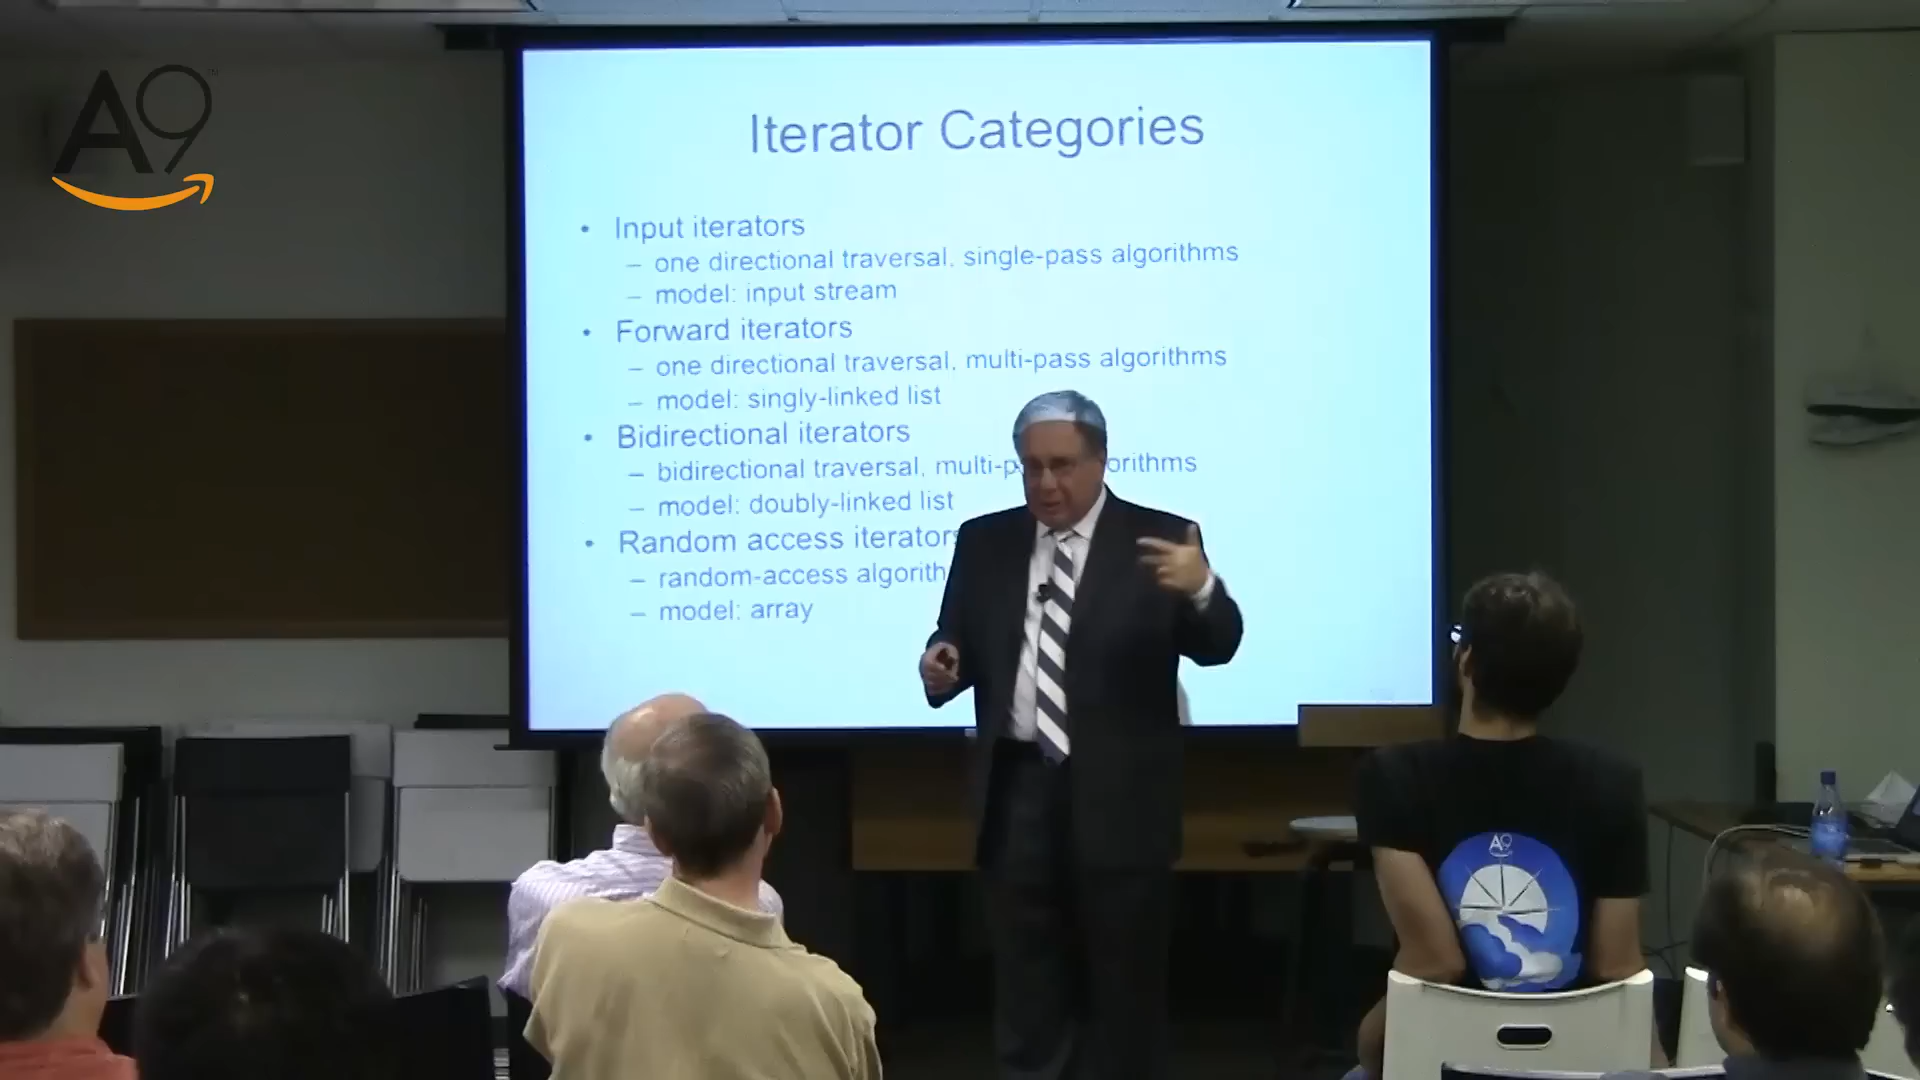 A9
Iterator Categories
• Input iterators
– one directional traversal, single-pass algorithms
– model: input stream
• Forward iterators
– one directional traversal, multi-pass algorithms
– model: singly-linked list
• Bidirectional iterators
– bidirectional traversal, multi-p orithms
– model: doubly-linked list
• Random access iterators
– random-access algorith
– model: array
A9